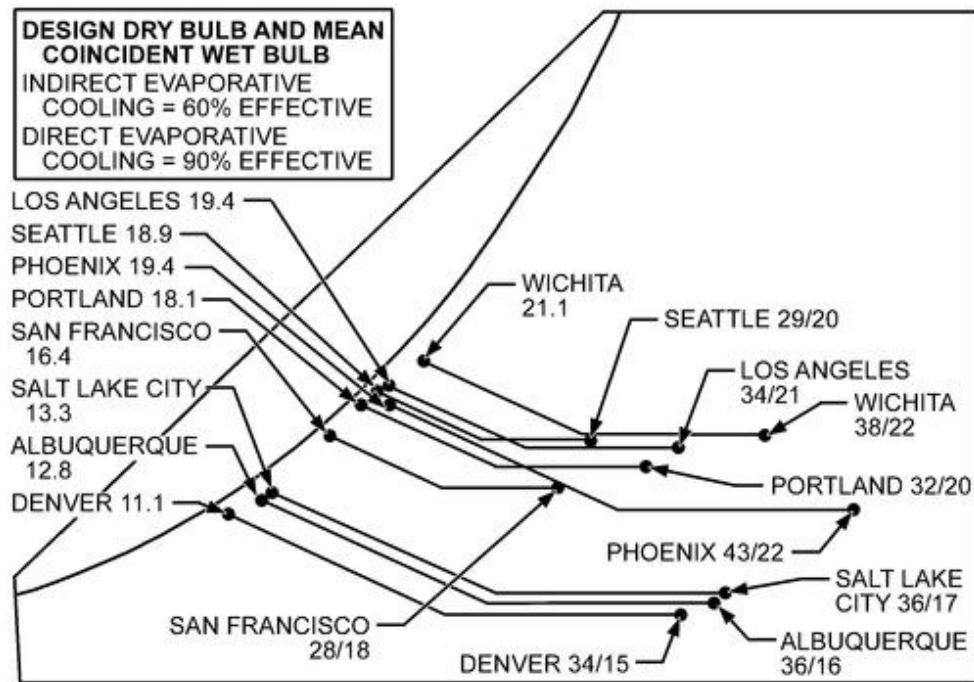 DESIGN DRY BULB AND MEAN
COINCIDENT WET BULB
INDIRECT EVAPORATIVE
COOLING = 60% EFFECTIVE
DIRECT EVAPORATIVE
COOLING = 90% EFFECTIVE
LOS ANGELES 19.4
SEATTLE 18.9
PHOENIX 19.4
PORTLAND 18.1
SAN FRANCISCO
16.4
SALT LAKE CITY
13.3
ALBUQUERQUE
12.8
DENVER 11.1
WICHITA
21.1
SEATTLE 29/20
LOS ANGELES
34/21
WICHITA
38/22
PORTLAND 32/20
PHOENIX 43/22
SALT LAKE
CITY 36/17
ALBUQUERQUE
36/16
SAN FRANCISCO
28/18
DENVER 34/15